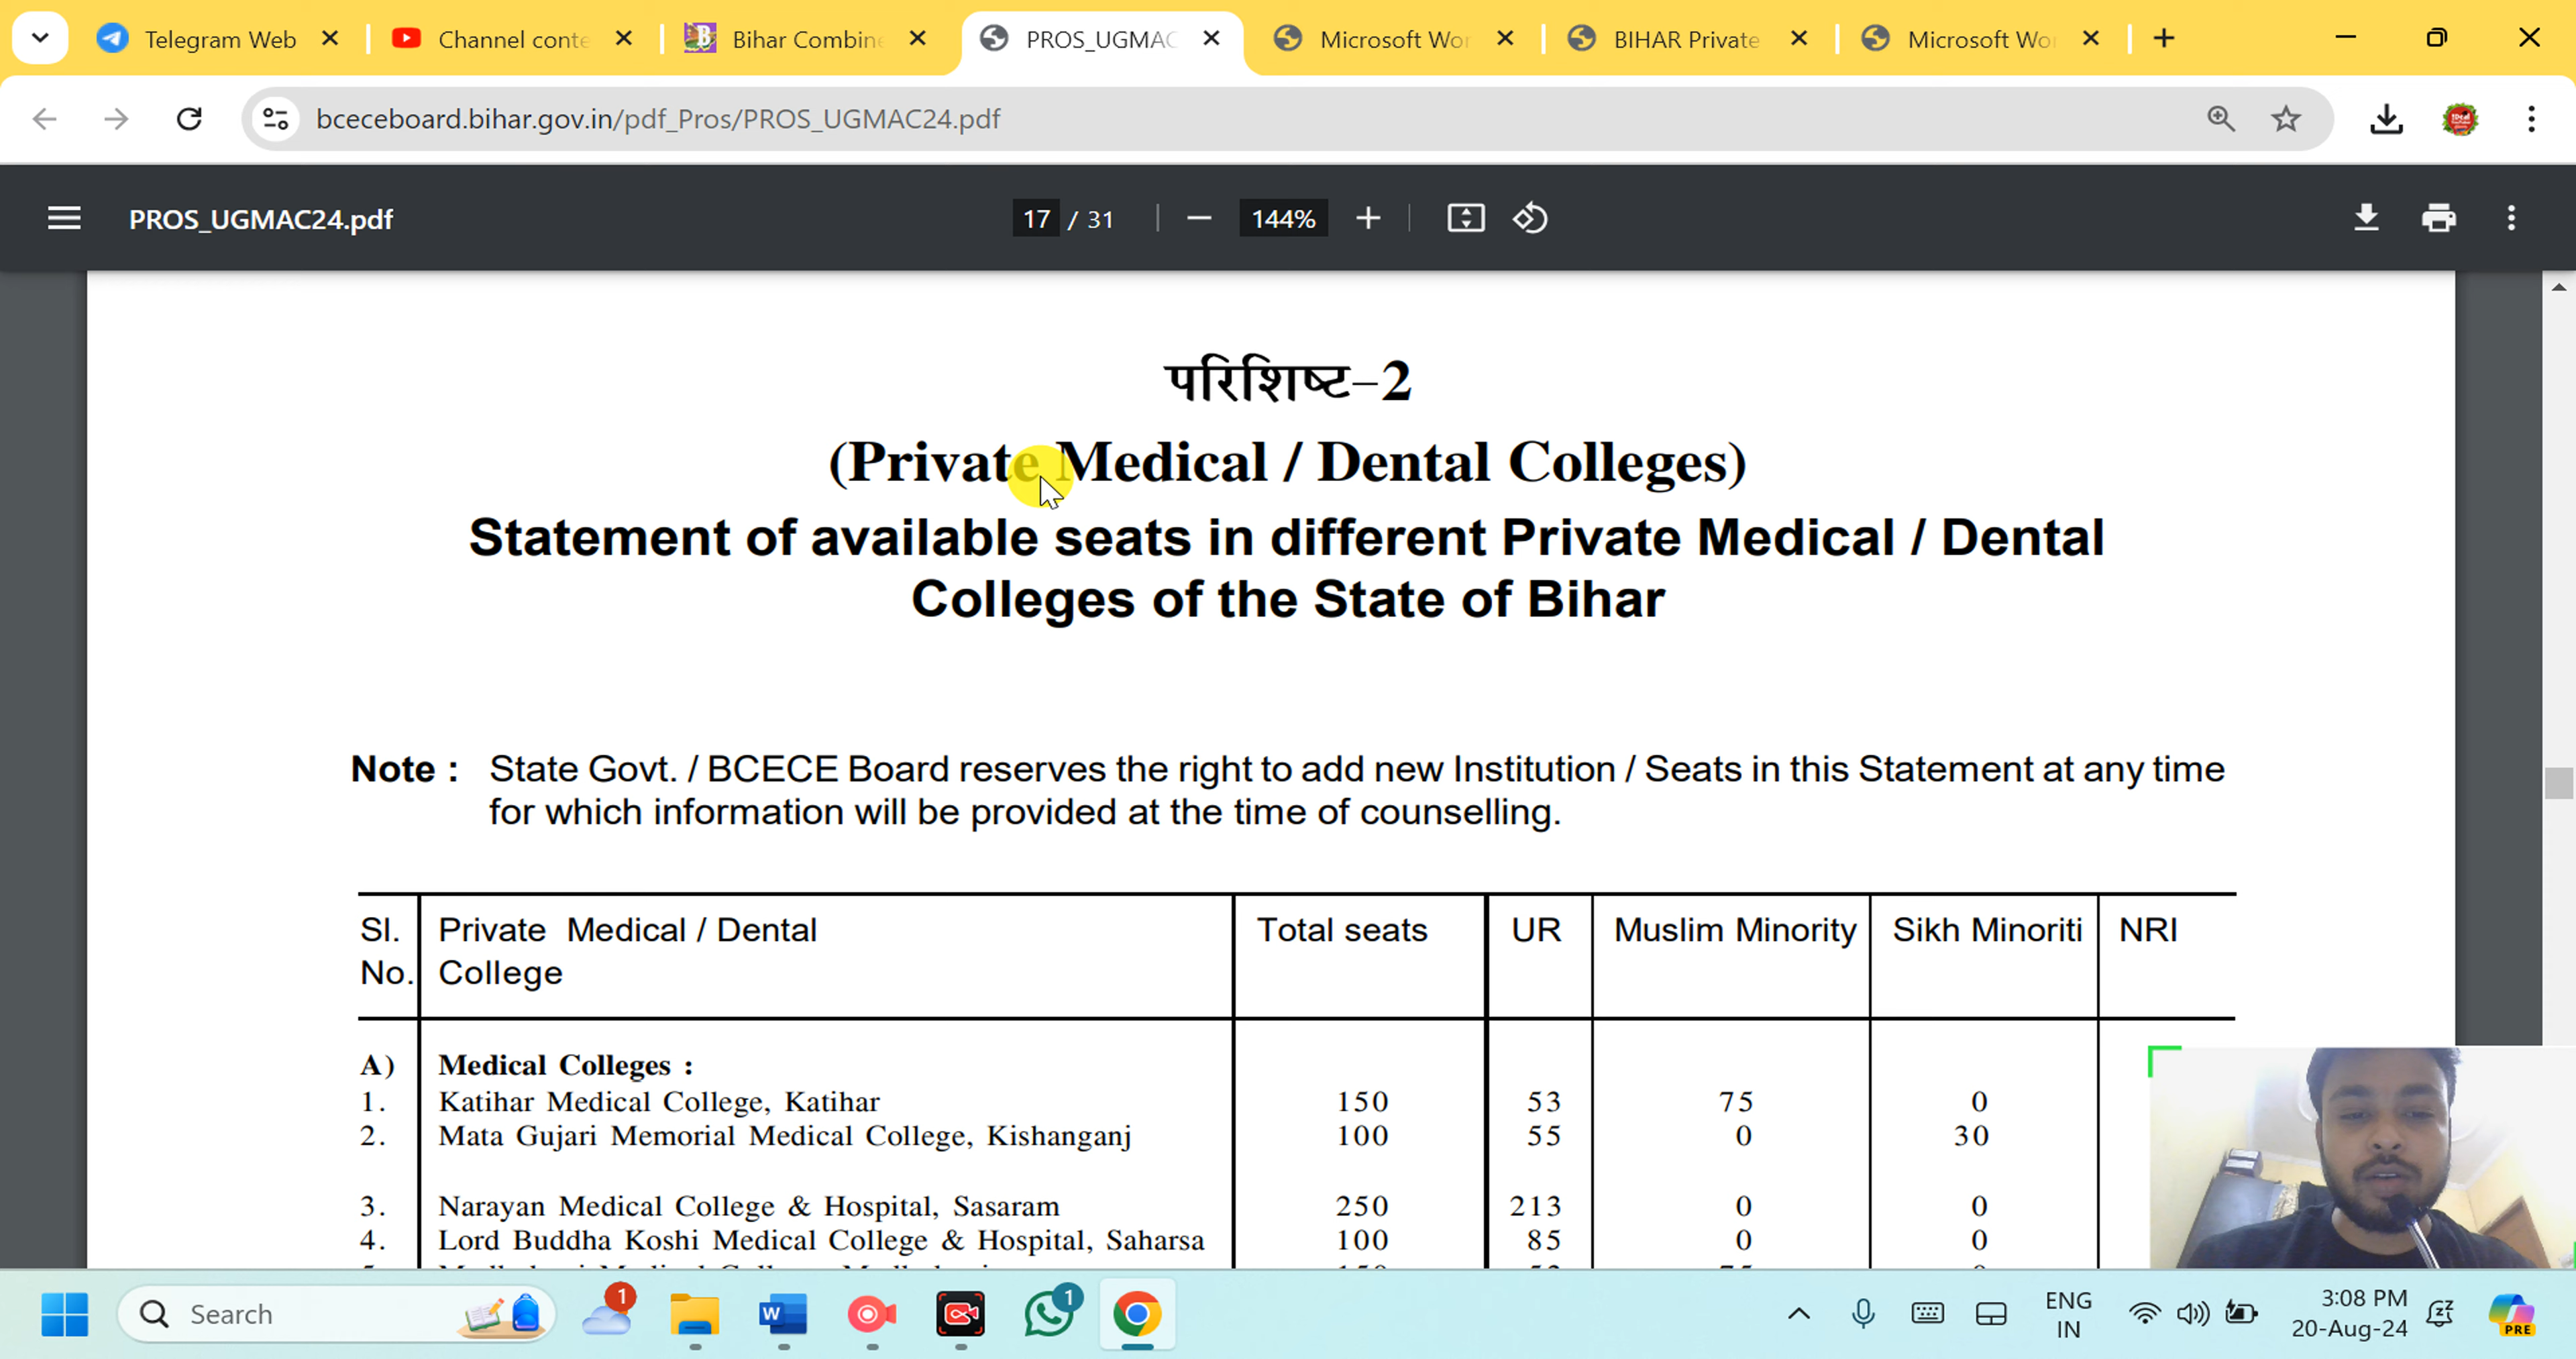 Telegram Web
Channel conte
Bihar Combine
PROS_UGMAC
Microsoft Wor
BIHAR Private
Microsoft Wo
bceceboard.bihar.gov.in/pdf_Pros/PROS_UGMAC24.pdf
PROS_UGMAC24.pdf
17 / 31
144%
परिशिष्ट–2
(Private Medical / Dental Colleges)
Statement of available seats in different Private Medical / Dental
Colleges of the State of Bihar
Note : State Govt. / BCECE Board reserves the right to add new Institution / Seats in this Statement at any time
for which information will be provided at the time of counselling.
Sl. Private Medical / Dental Total seats UR Muslim Minority Sikh Minoriti NRI
No. College
A) Medical Colleges :
1. Katihar Medical College, Katihar 150 53 75 0
2. Mata Gujari Memorial Medical College, Kishanganj 100 55 0 30
3. Narayan Medical College & Hospital, Sasaram 250 213 0 0
4. Lord Buddha Koshi Medical College & Hospital, Saharsa 100 85 0 0
Search
1
1
ENG
IN
3:08 PM
20-Aug-24
PRE